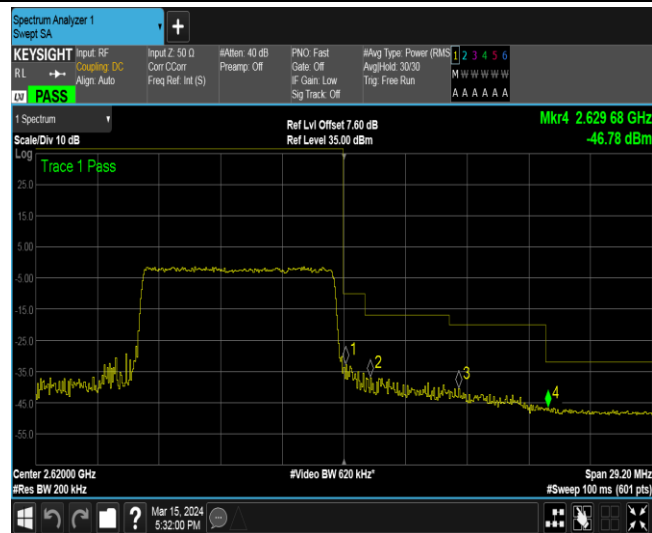 Spectrum Analyzer 1
Swept SA
+
KEYSIGHT Input: RF Input Z: 50 Ω #Atten: 40 dB PNO: Fast #Avg Type: Power (RMS 1 2 3 4 5 6
RL Coupling: DC Corr CCorr Preamp: Off Gate: Off Avg|Hold: 30/30 M W W W W W
Align: Auto Freq Ref: Int (S) IF Gain: Low Trig: Free Run
Sig Track: Off A A A A A A
LXI PASS
1 Spectrum Ref Lvl Offset 7.60 dB Mkr4 2.629 68 GHz
Scale/Div 10 dB Ref Level 35.00 dBm -46.78 dBm
Log
Trace 1 Pass
25.0
15.0
5.00
-5.00
-15.0
-25.0
1
2
3
-35.0
4
-45.0
-55.0
Center 2.62000 GHz #Video BW 620 kHz* Span 29.20 MHz
#Res BW 200 kHz #Sweep 100 ms (601 pts)
? Mar 15, 2024
5:32:00 PM